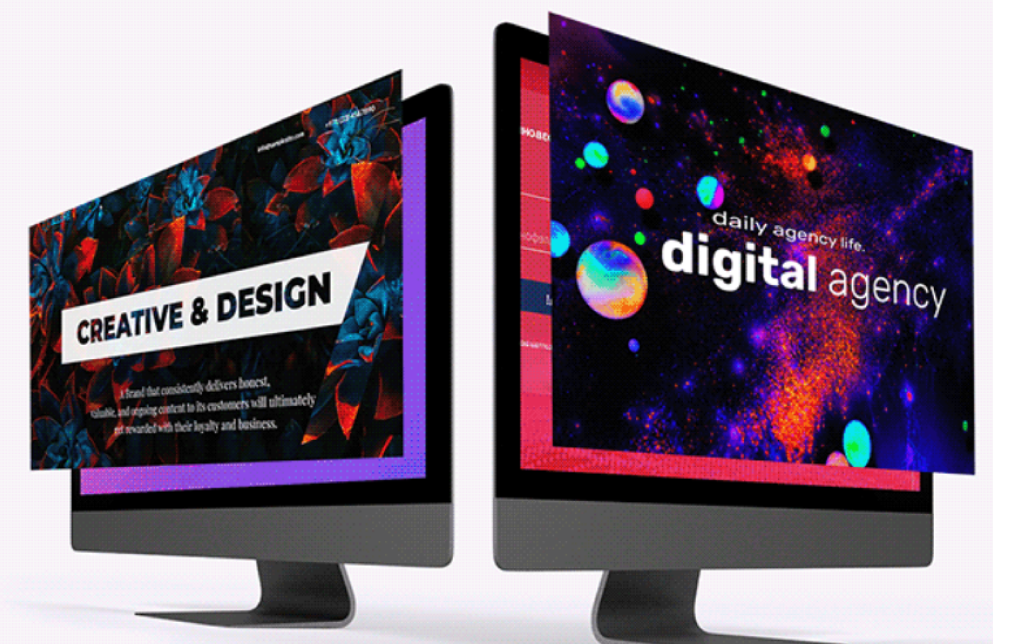 CREATIVE & DESIGN
A Brand that consistently delivers honest,
Valuable, and ongoing content to its customers will ultimately
get rewarded with their loyalty and business.
daily agency life.
digital agency